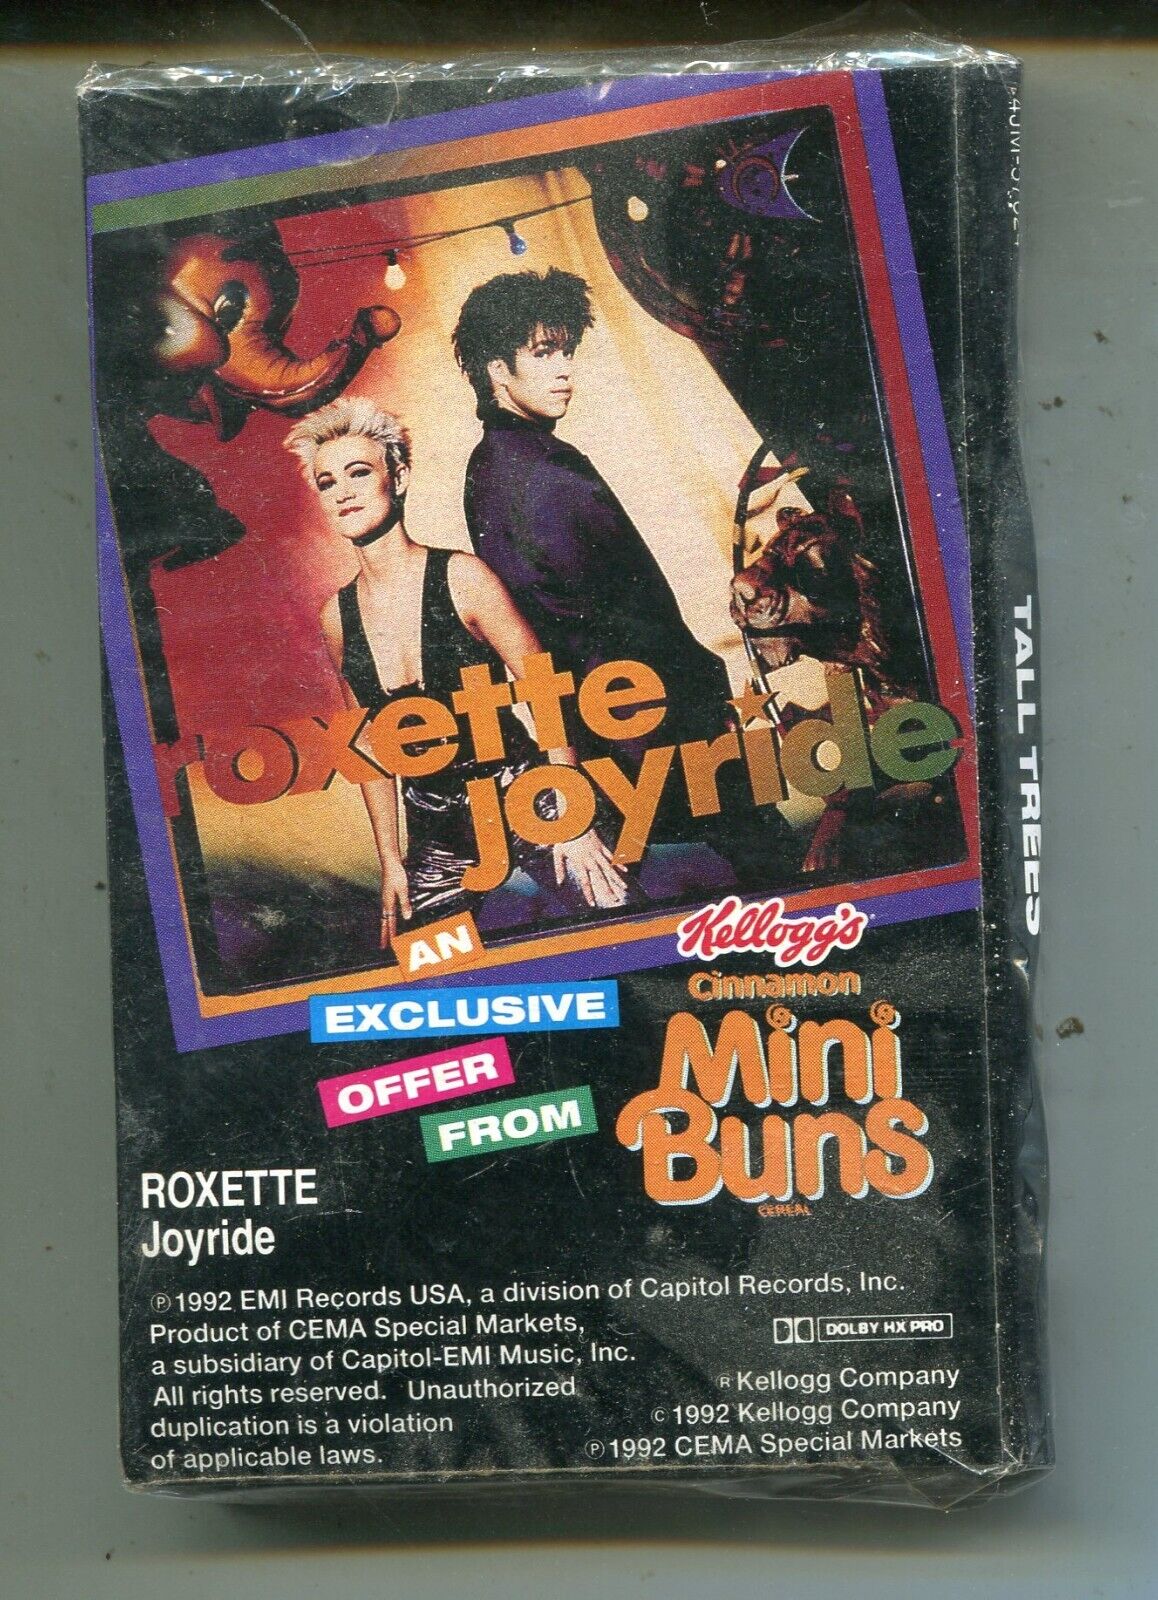 roxette
joyride
AN
EXCLUSIVE
OFFER
FROM
Kellogg's
Cinnamon
Mini
Buns
CEREAL
ROXETTE
Joyride
℗1992 EMI Records USA, a division of Capitol Records, Inc.
Product of CEMA Special Markets,
a subsidiary of Capitol-EMI Music, Inc.
All rights reserved. Unauthorized
duplication is a violation
of applicable laws.
DOLBY HX PRO
® Kellogg Company
© 1992 Kellogg Company
℗ 1992 CEMA Special Markets
TALL TREES